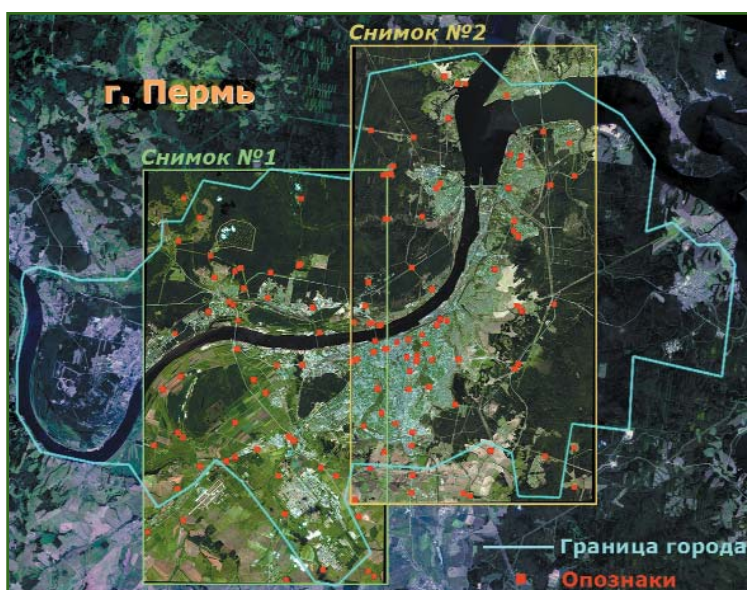 Снимок №2
г. Пермь
Снимок №1
Граница города
Опознаки